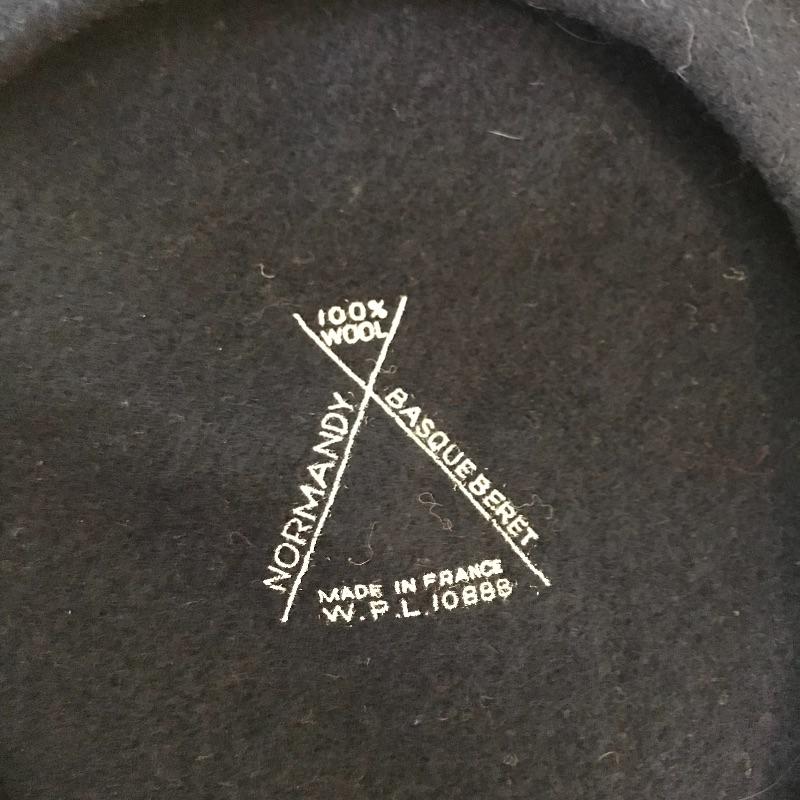 100%
WOOL
NORMANDY
BASQUE BERET
MADE IN FRANCE
W.P.L.10888